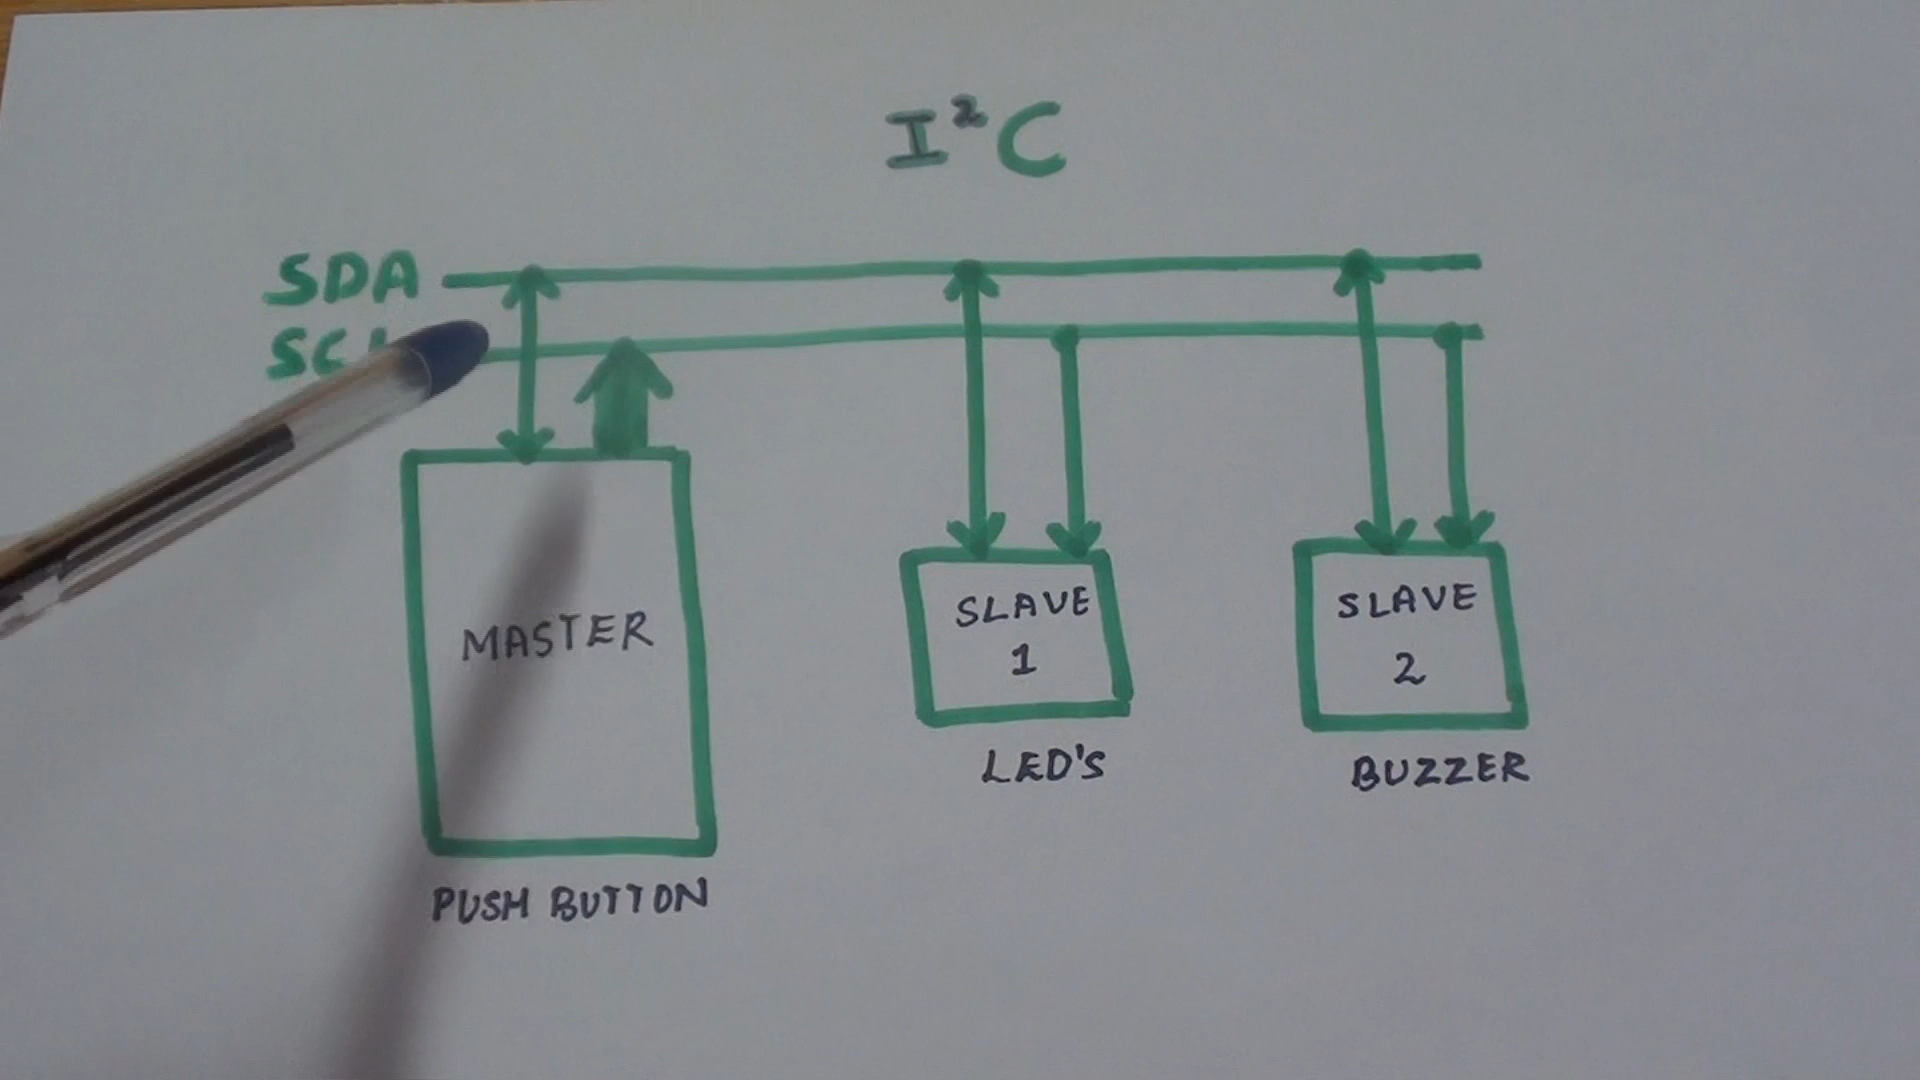 I²C
SDA
MASTER
SLAVE
1
SLAVE
2
LED'S
BUZZER
PUSH BUTTON